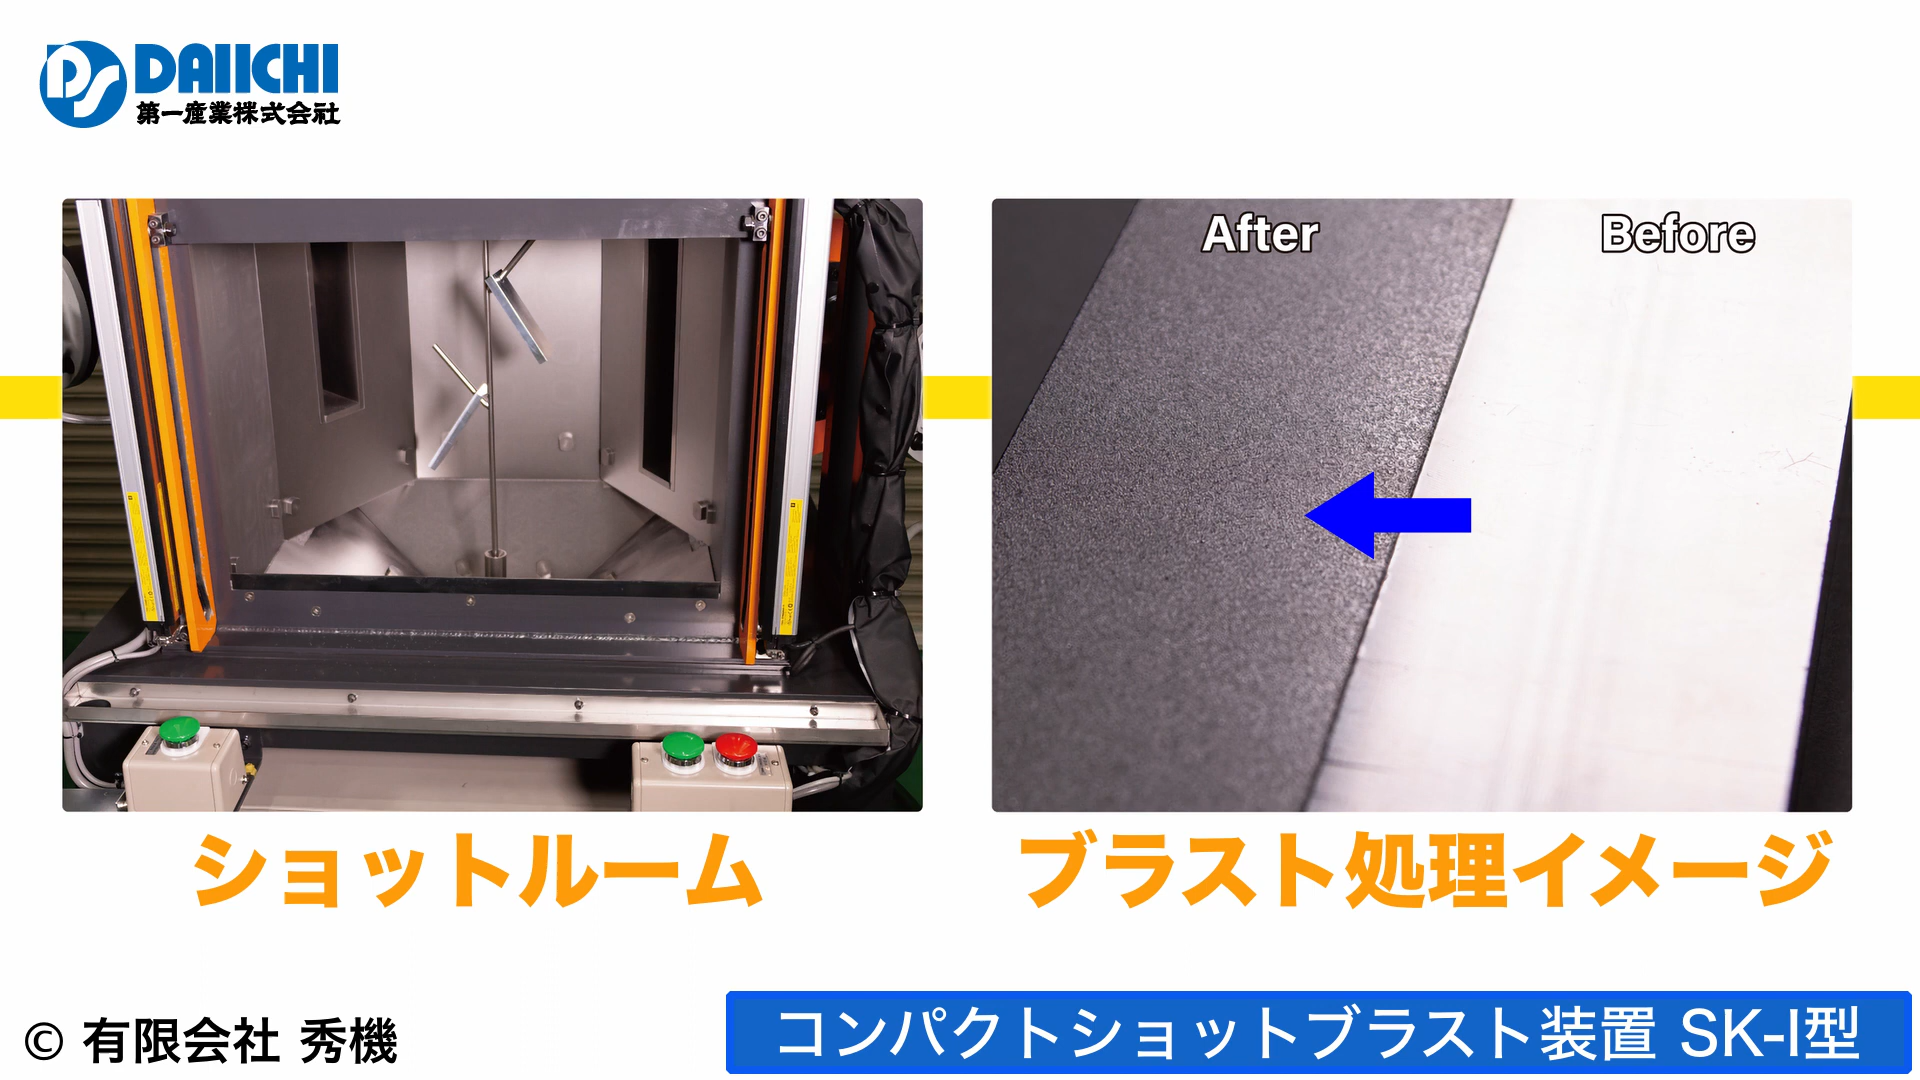 DAIICHI
第一産業株式会社
After
Before
ショットルーム
ブラスト処理イメージ
© 有限会社 秀機
コンパクトショットブラスト装置 SK-I型